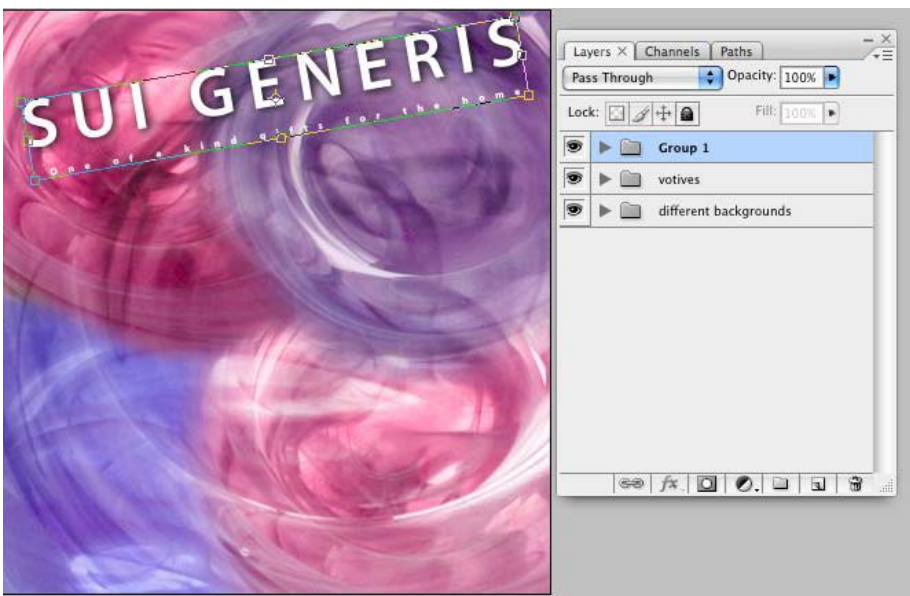 SUI GENERIS
One of a kind gifts for the home
Layers × Channels Paths
Pass Through Opacity: 100%
Lock: Fill: 100%
Group 1
votives
different backgrounds
fx